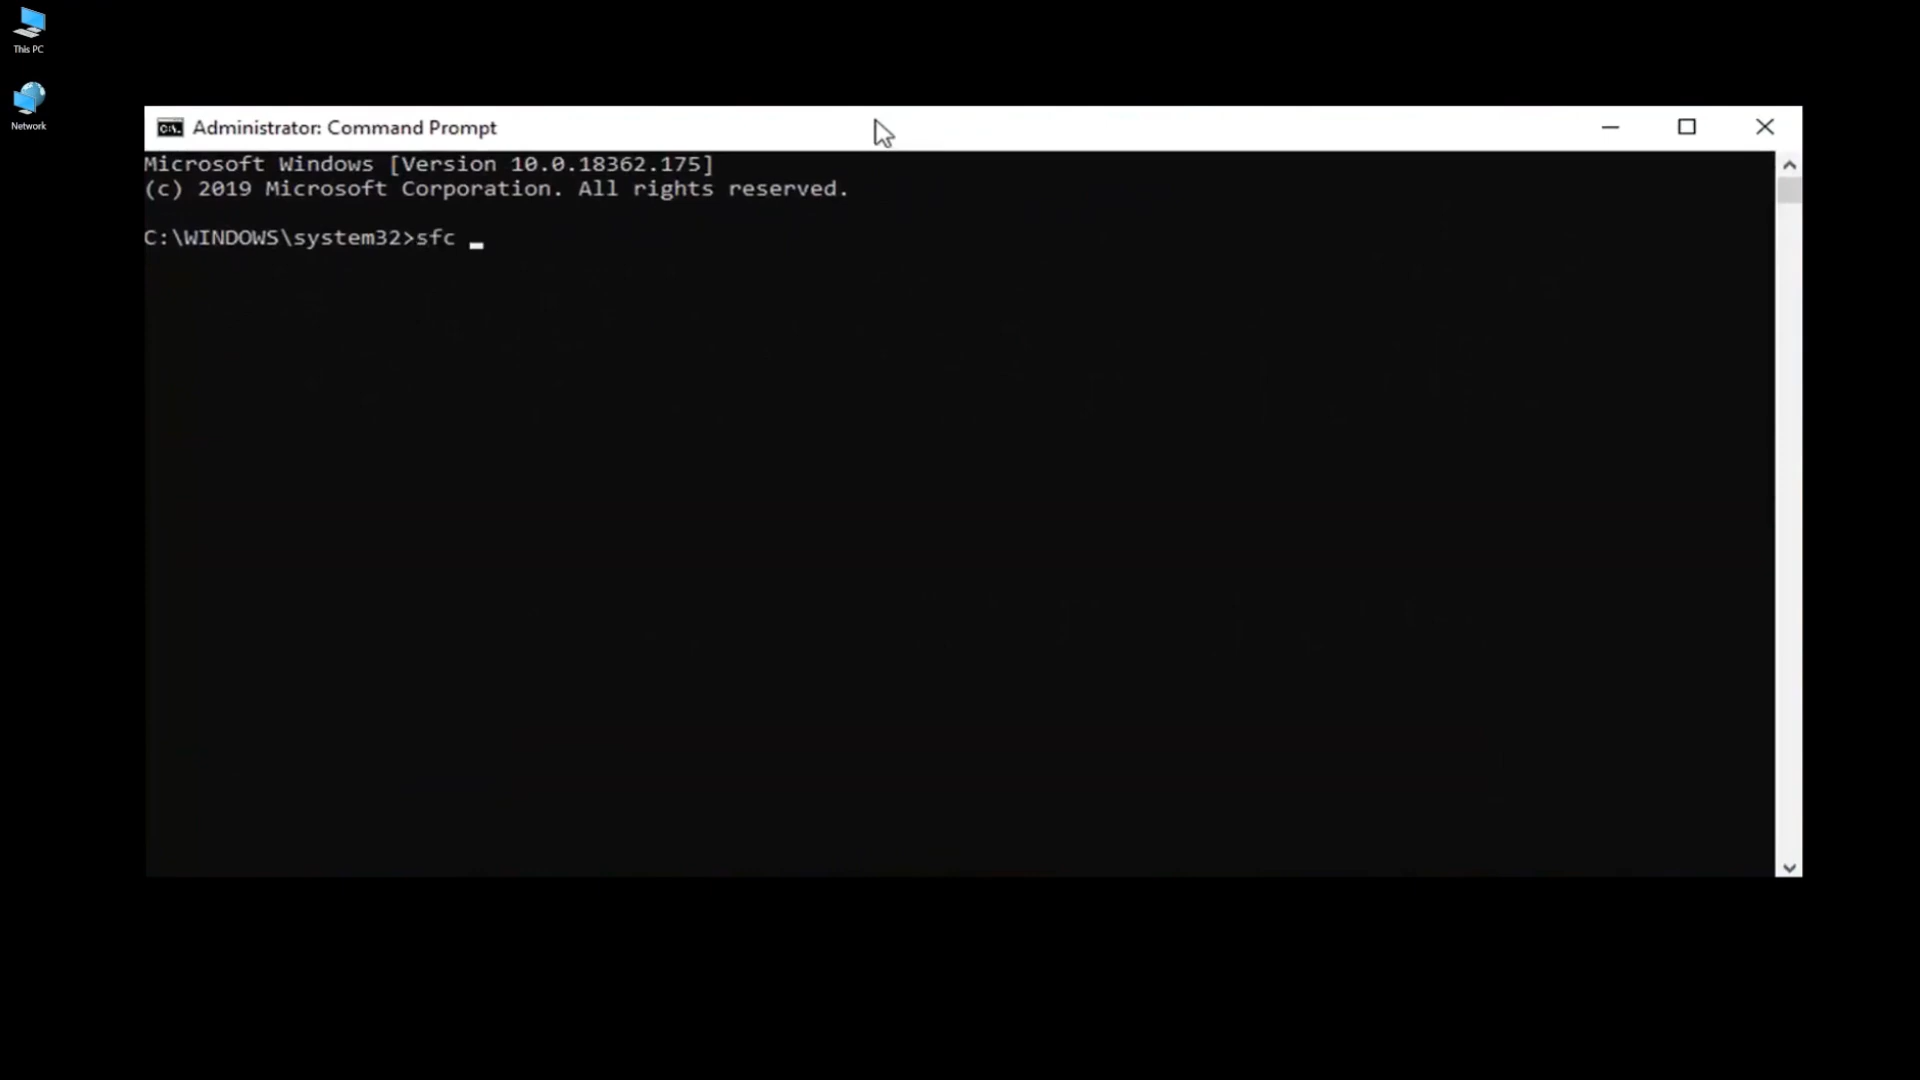 This PC
Network
Administrator: Command Prompt
Microsoft Windows [Version 10.0.18362.175]
(c) 2019 Microsoft Corporation. All rights reserved.
C:\WINDOWS\system32>sfc